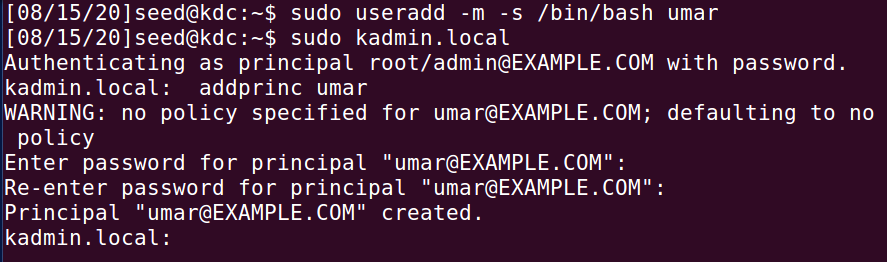 [08/15/20]seed@kdc:~$ sudo useradd -m -s /bin/bash umar
[08/15/20]seed@kdc:~$ sudo kadmin.local
Authenticating as principal root/admin@EXAMPLE.COM with password.
kadmin.local:  addprinc umar
WARNING: no policy specified for umar@EXAMPLE.COM; defaulting to no
 policy
Enter password for principal "umar@EXAMPLE.COM":
Re-enter password for principal "umar@EXAMPLE.COM":
Principal "umar@EXAMPLE.COM" created.
kadmin.local: